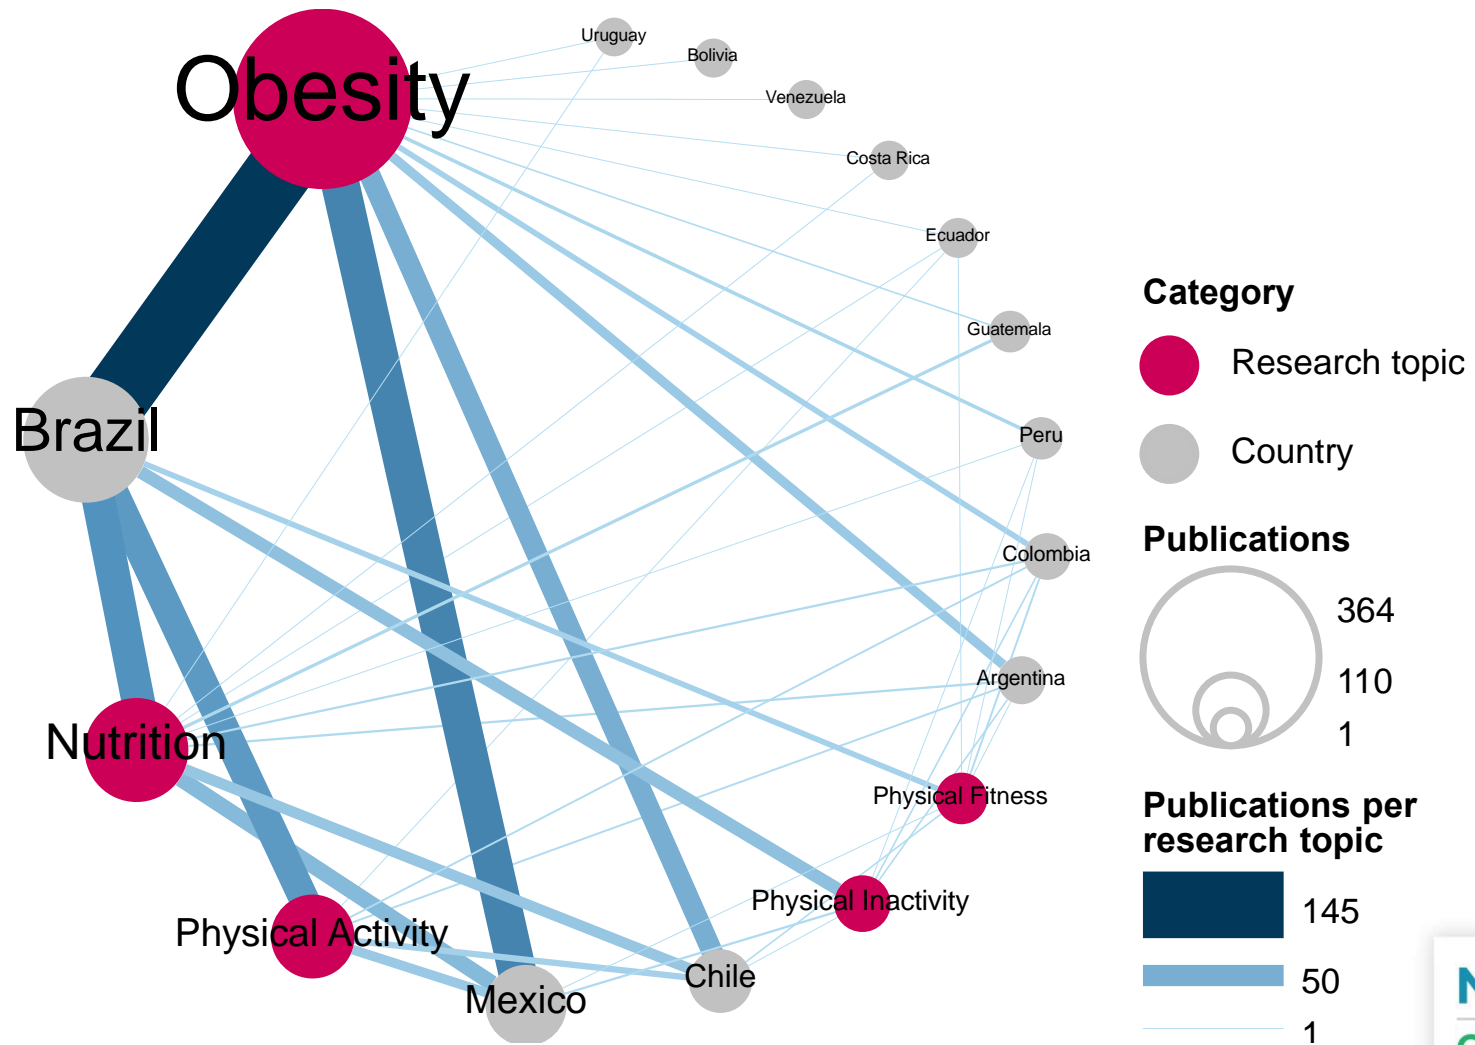 Obesity
Uruguay
Bolivia
Venezuela
Costa Rica
Ecuador
Guatemala
Peru
Colombia
Argentina
Physical Fitness
Physical Inactivity
Chile
Mexico
Physical Activity
Nutrition
Brazil
Category
Research topic
Country
Publications
364
110
1
Publications per
research topic
145
50
1